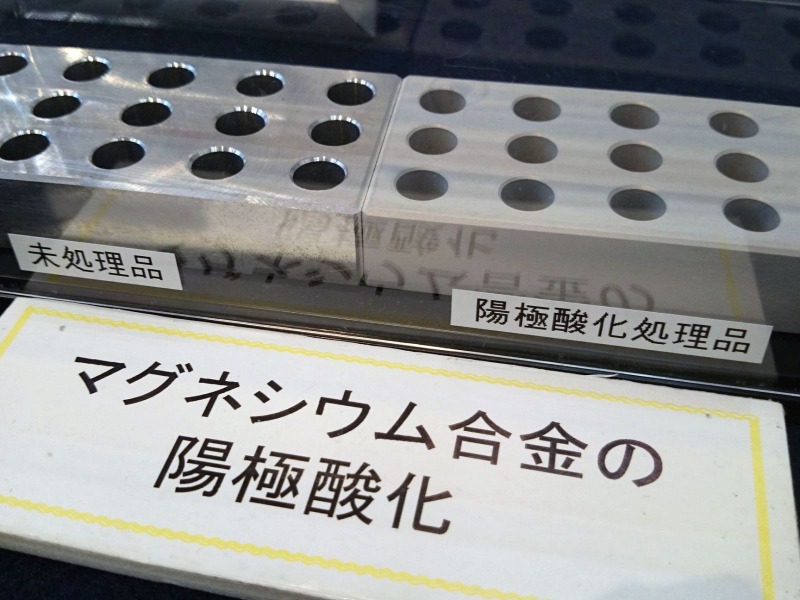 未処理品
陽極酸化処理品
マグネシウム合金の
陽極酸化